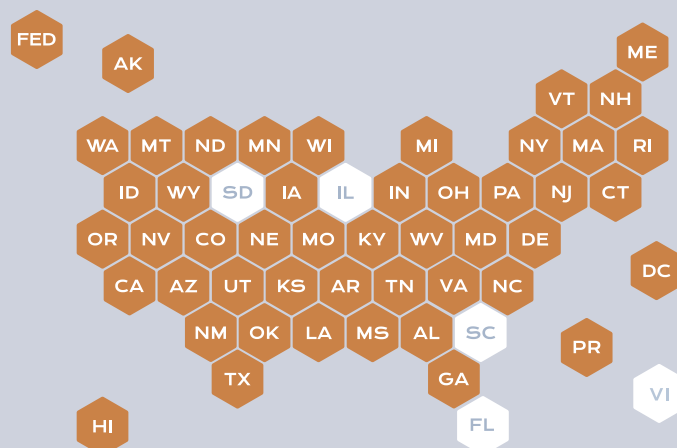 FED
AK
ME
VT NH
WA MT ND MN WI MI NY MA RI
ID WY SD IA IL IN OH PA NJ CT
OR NV CO NE MO KY WV MD DE
DC
CA AZ UT KS AR TN VA NC
NM OK LA MS AL SC
PR
TX GA
VI
HI FL